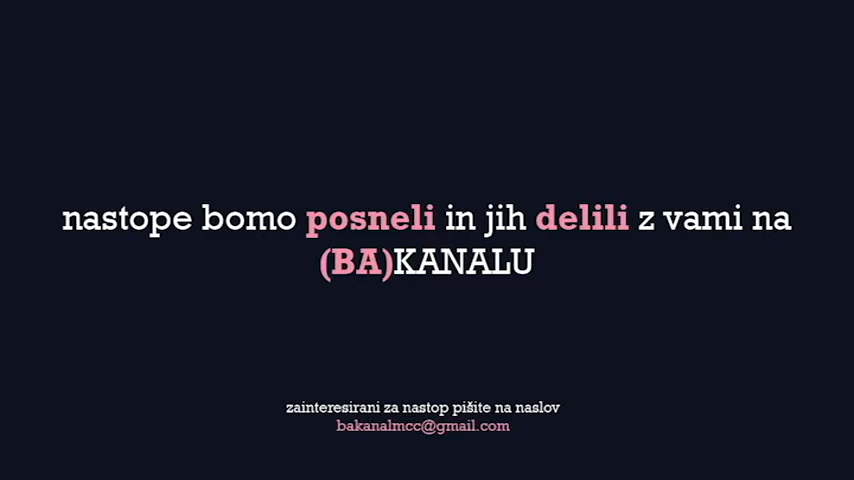 nastope bomo posneli in jih delili z vami na
(BA)KANALU
zainteresirani za nastop pišite na naslov
bakanalmcc@gmail.com